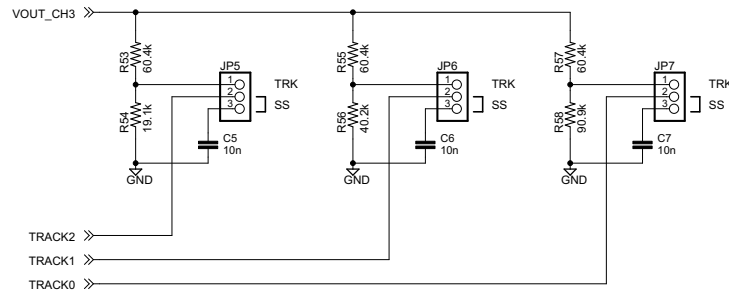 VOUT_CH3
R53
60.4k
JP5
1
2
3
TRK
SS
R54
19.1k
C5
10n
GND
R55
60.4k
JP6
1
2
3
TRK
SS
R56
40.2k
C6
10n
GND
R57
60.4k
JP7
1
2
3
TRK
SS
R58
90.9k
C7
10n
GND
TRACK2
TRACK1
TRACK0